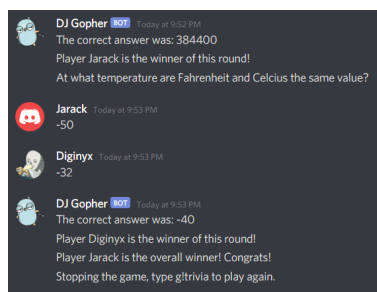 DJ Gopher BOT Today at 9:52 PM
The correct answer was: 384400
Player Jarack is the winner of this round!
At what temperature are Fahrenheit and Celcius the same value?
Jarack Today at 9:53 PM
-50
Diginyx Today at 9:53 PM
-32
DJ Gopher BOT Today at 9:53 PM
The correct answer was: -40
Player Diginyx is the winner of this round!
Player Jarack is the overall winner! Congrats!
Stopping the game, type g!trivia to play again.